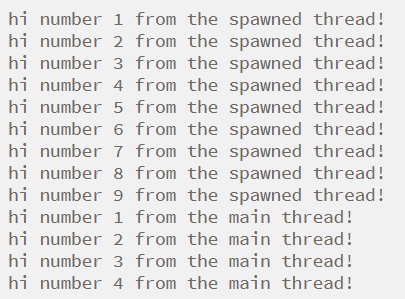 hi number 1 from the spawned thread!
hi number 2 from the spawned thread!
hi number 3 from the spawned thread!
hi number 4 from the spawned thread!
hi number 5 from the spawned thread!
hi number 6 from the spawned thread!
hi number 7 from the spawned thread!
hi number 8 from the spawned thread!
hi number 9 from the spawned thread!
hi number 1 from the main thread!
hi number 2 from the main thread!
hi number 3 from the main thread!
hi number 4 from the main thread!